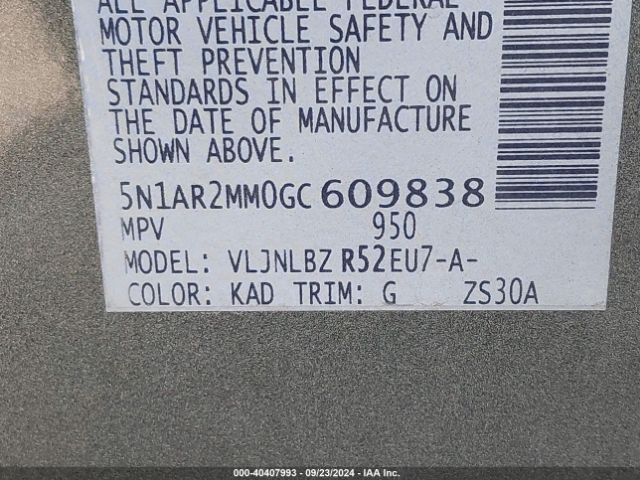 ALL APPLICABLE FEDERAL
MOTOR VEHICLE SAFETY AND
THEFT PREVENTION
STANDARDS IN EFFECT ON
THE DATE OF MANUFACTURE
SHOWN ABOVE.
5N1AR2MM0GC609838
MPV 950
MODEL: VLJNLBZ R52EU7-A-
COLOR: KAD TRIM: G ZS30A
000-40407993 - 09/23/2024 - IAA Inc.